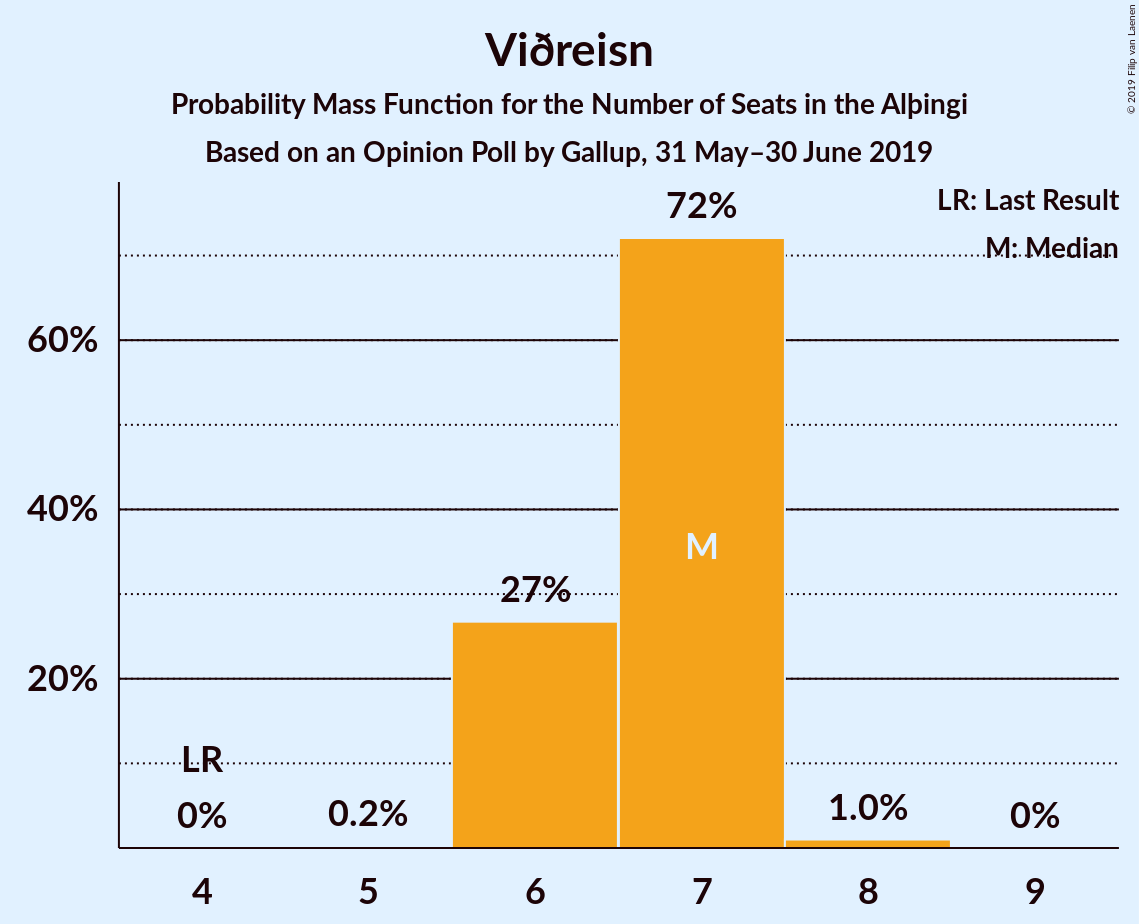 Viðreisn
Probability Mass Function for the Number of Seats in the Alþingi
Based on an Opinion Poll by Gallup, 31 May–30 June 2019
© 2019 Filip van Laenen
LR: Last Result
M: Median
72%
60%
40%
M
27%
20%
LR
0%
0.2%
1.0%
0%
4 5 6 7 8 9